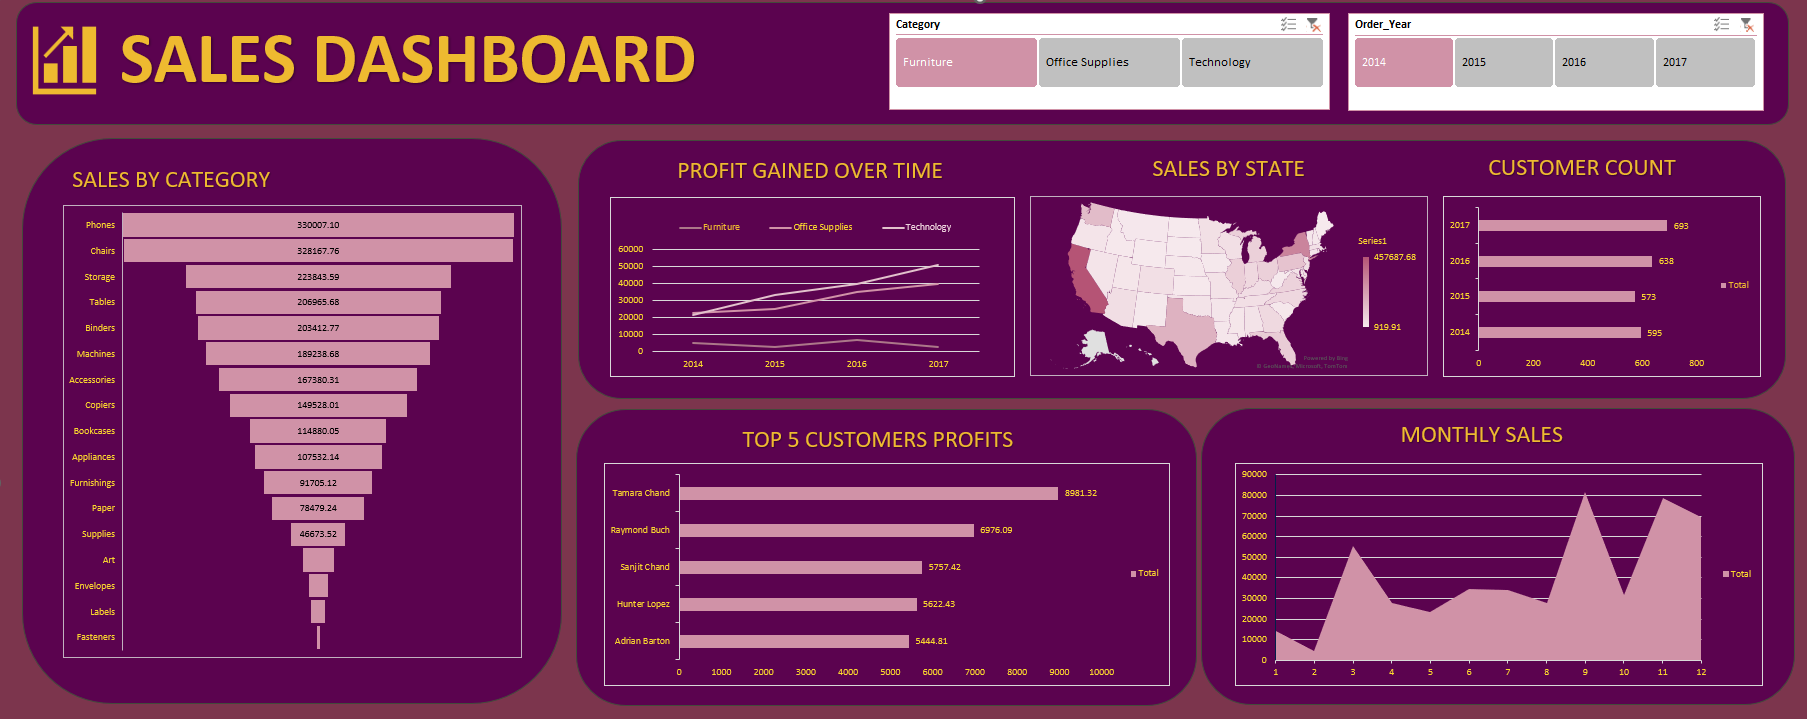 SALES DASHBOARD
Category
Furniture
Office Supplies
Technology
Order_Year
2014
2015
2016
2017
SALES BY CATEGORY
Phones 330007.10
Chairs 328167.76
Storage 223843.59
Tables 206965.68
Binders 203412.77
Machines 189238.68
Accessories 167380.31
Copiers 149528.01
Bookcases 114880.05
Appliances 107532.14
Furnishings 91705.12
Paper 78479.24
Supplies 46673.52
Art
Envelopes
Labels
Fasteners
PROFIT GAINED OVER TIME
Furniture Office Supplies Technology
60000
50000
40000
30000
20000
10000
0
2014 2015 2016 2017
SALES BY STATE
Series1
457687.68
919.91
Powered by Bing
© GeoNames, Microsoft, TomTom
CUSTOMER COUNT
2017 693
2016 638
2015 573
2014 595
0 200 400 600 800
Total
TOP 5 CUSTOMERS PROFITS
Tamara Chand 8981.32
Raymond Buch 6976.09
Sanjit Chand 5757.42
Hunter Lopez 5622.43
Adrian Barton 5444.81
0 1000 2000 3000 4000 5000 6000 7000 8000 9000 10000
Total
MONTHLY SALES
90000
80000
70000
60000
50000
40000
30000
20000
10000
0
1 2 3 4 5 6 7 8 9 10 11 12
Total